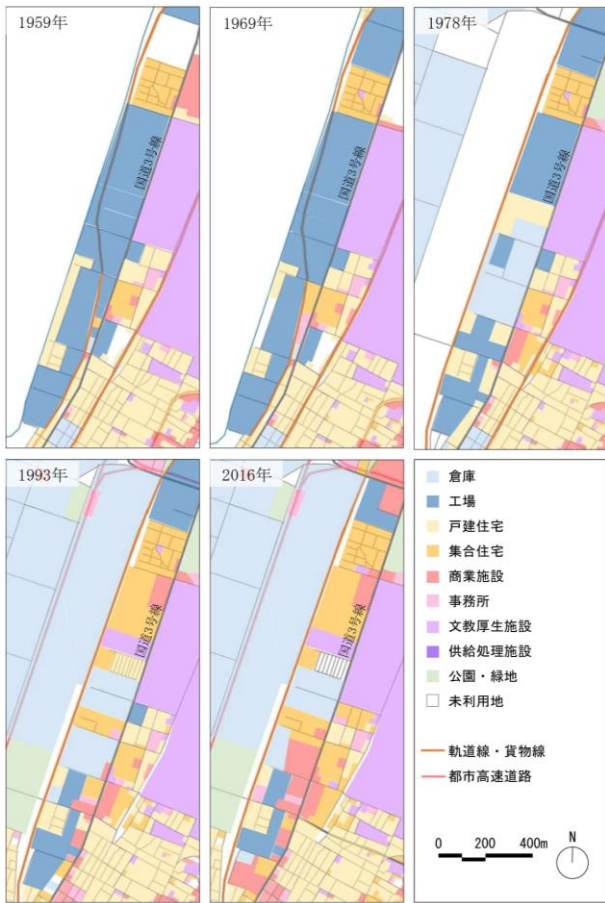 1959年
国道3号線
1969年
国道3号線
1978年
国道3号線
1993年
国道3号線
2016年
国道3号線
倉庫
工場
戸建住宅
集合住宅
商業施設
事務所
文教厚生施設
供給処理施設
公園・緑地
未利用地
軌道線・貨物線
都市高速道路
0 200 400m
N